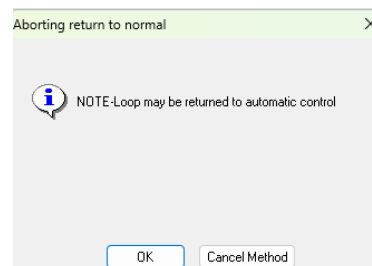 Aborting return to normal
NOTE-Loop may be returned to automatic control
OK Cancel Method